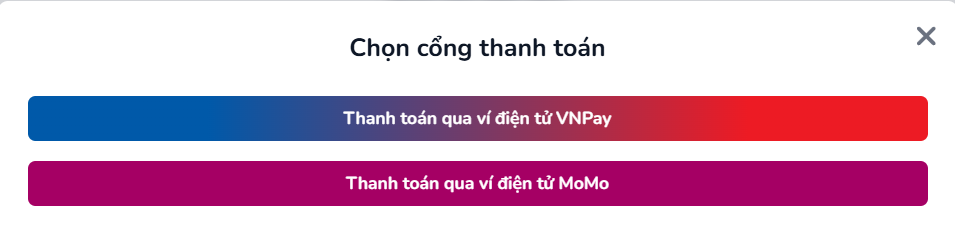 Chọn cổng thanh toán
Thanh toán qua ví điện tử VNPay
Thanh toán qua ví điện tử MoMo